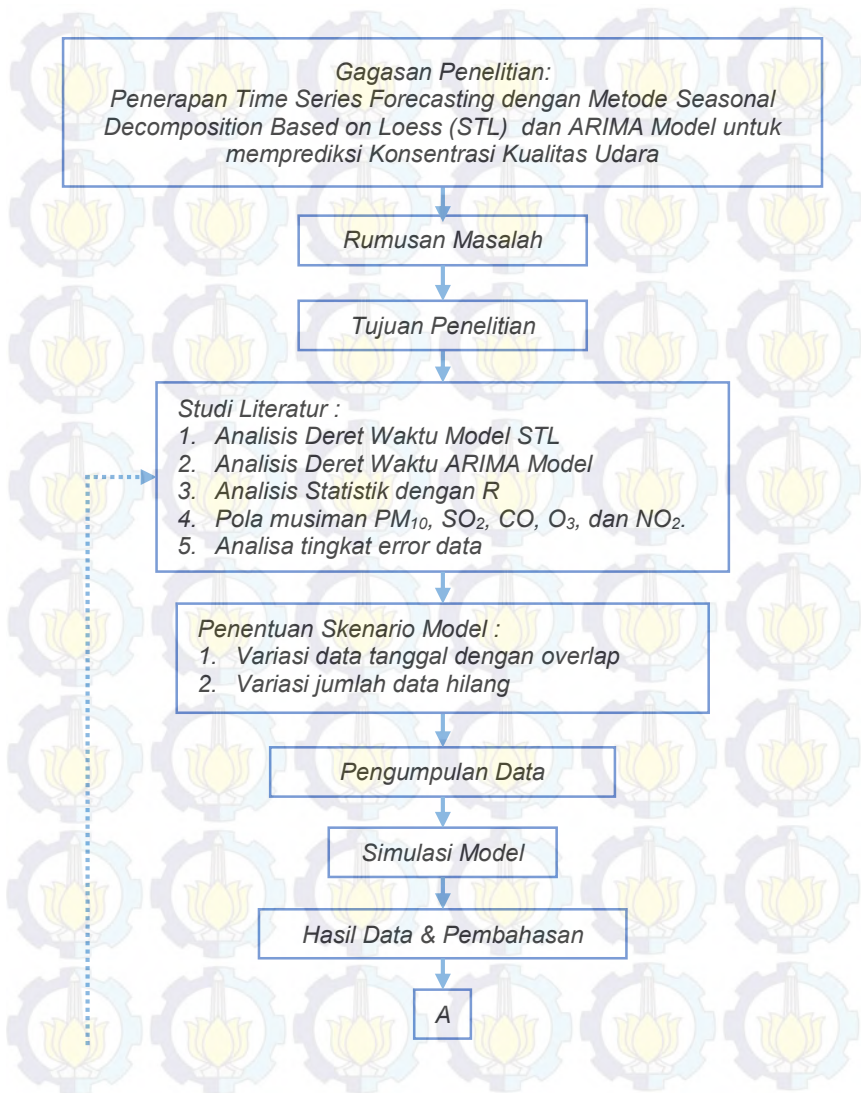 Gagasan Penelitian:
Penerapan Time Series Forecasting dengan Metode Seasonal
Decomposition Based on Loess (STL) dan ARIMA Model untuk
memprediksi Konsentrasi Kualitas Udara
Rumusan Masalah
Tujuan Penelitian
Studi Literatur :
1. Analisis Deret Waktu Model STL
2. Analisis Deret Waktu ARIMA Model
3. Analisis Statistik dengan R
4. Pola musiman PM₁₀, SO₂, CO, O₃, dan NO₂.
5. Analisa tingkat error data
Penentuan Skenario Model :
1. Variasi data tanggal dengan overlap
2. Variasi jumlah data hilang
Pengumpulan Data
Simulasi Model
Hasil Data & Pembahasan
A